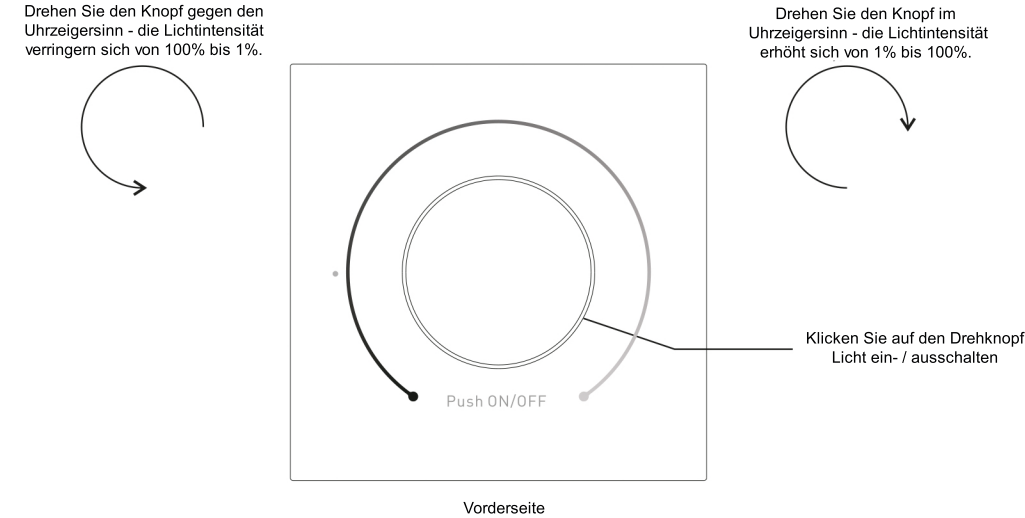 Drehen Sie den Knopf gegen den
Uhrzeigersinn - die Lichtintensität
verringern sich von 100% bis 1%.
Drehen Sie den Knopf im
Uhrzeigersinn - die Lichtintensität
erhöht sich von 1% bis 100%.
Klicken Sie auf den Drehknopf
Licht ein- / ausschalten
Push ON/OFF
Vorderseite